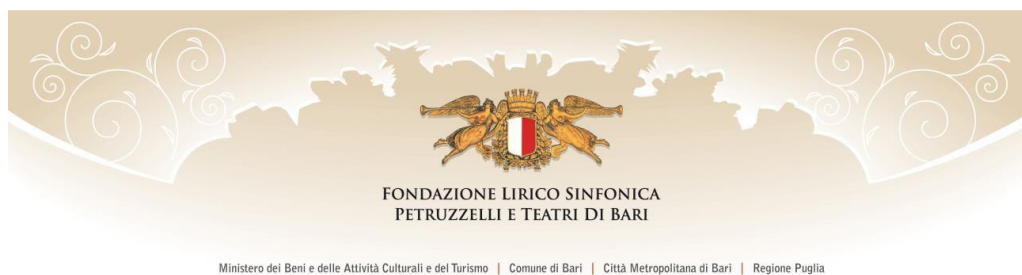 FONDAZIONE LIRICO SINFONICA
PETRUZZELLI E TEATRI DI BARI
Ministero dei Beni e delle Attività Culturali e del Turismo | Comune di Bari | Città Metropolitana di Bari | Regione Puglia